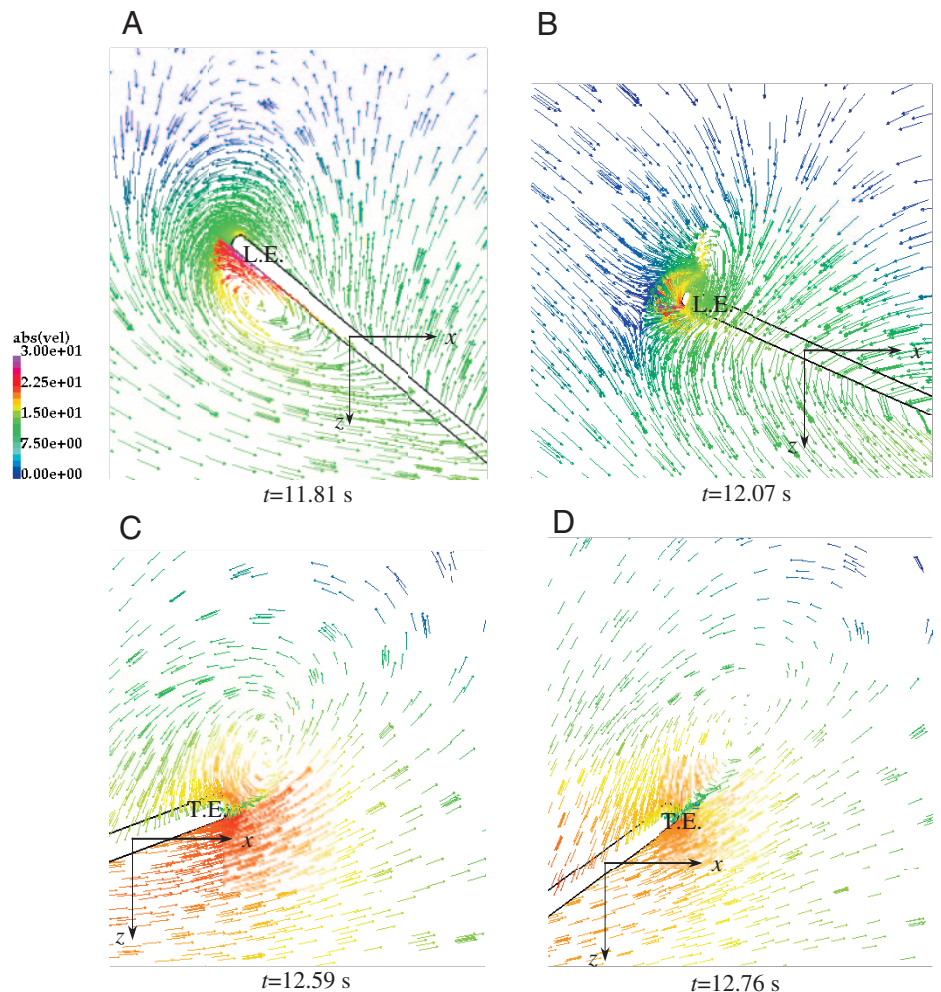 A
B
L.E.
x
z
abs(vel)
3.00e+01
2.25e+01
1.50e+01
7.50e+00
0.00e+00
L.E.
x
z
t=11.81 s
t=12.07 s
C
D
T.E.
x
z
T.E.
x
z
t=12.59 s
t=12.76 s